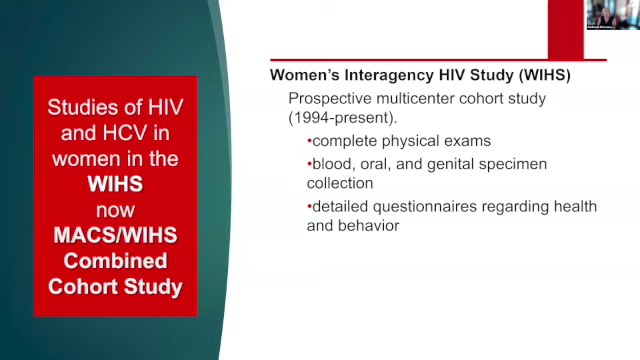 Studies of HIV
and HCV in
women in the
WIHS
now
MACS/WIHS
Combined
Cohort Study
Women's Interagency HIV Study (WIHS)
Prospective multicenter cohort study
(1994-present).
•complete physical exams
•blood, oral, and genital specimen
collection
•detailed questionnaires regarding health
and behavior